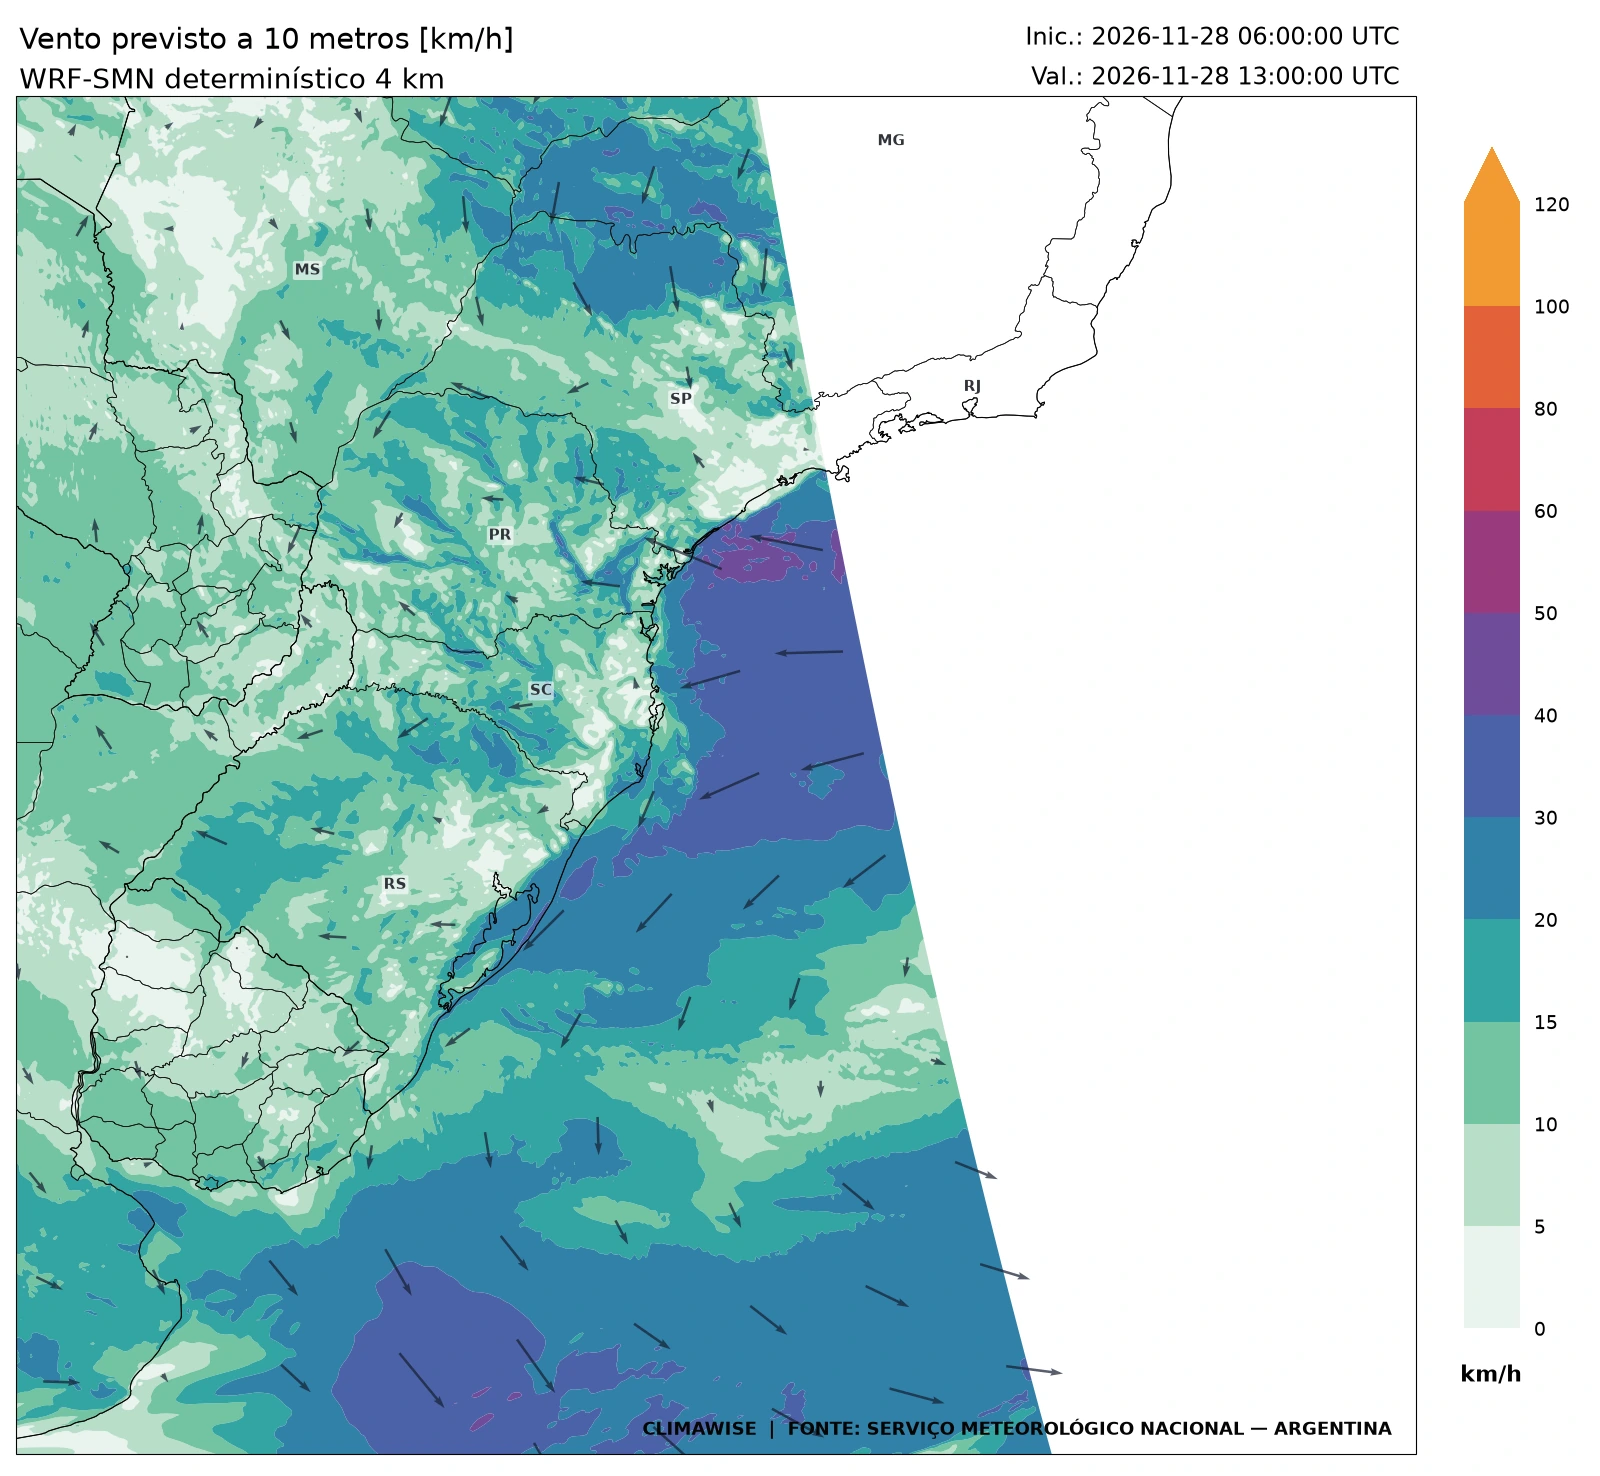 Vento previsto a 10 metros [km/h]
WRF-SMN determinístico 4 km
Inic.: 2026-11-28 06:00:00 UTC
Val.: 2026-11-28 13:00:00 UTC
MG
MS
RJ
SP
PR
SC
RS
120
100
80
60
50
40
30
20
15
10
5
0
km/h
CLIMAWISE | FONTE: SERVIÇO METEOROLÓGICO NACIONAL — ARGENTINA